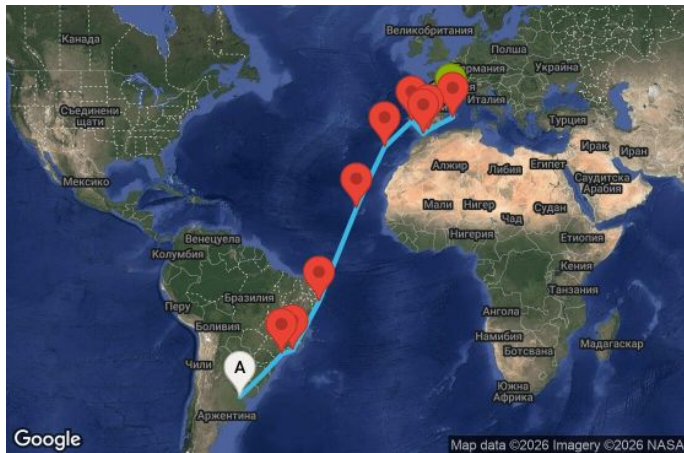 Канада
Великобритания
Полша
Германия
Украйна
Италия
Съединени
щати
Турция
Ирак
Иран
Алжир
Либия
Египет
Саудитска
Арабия
Мексико
Мали
Нигер
Чад
Судан
Венецуела
Нигерия
Етиопия
Колумбия
Кения
Бразилия
Танзания
Перу
Ангола
Боливия
Намибия
Мадагаскар
Ботсвана
Чили
A
Южна
Африка
Аржентина
Google
Map data ©2026 Imagery ©2026 NASA